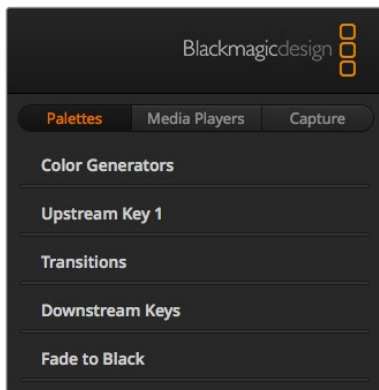 Blackmagicdesign
Palettes Media Players Capture
Color Generators
Upstream Key 1
Transitions
Downstream Keys
Fade to Black